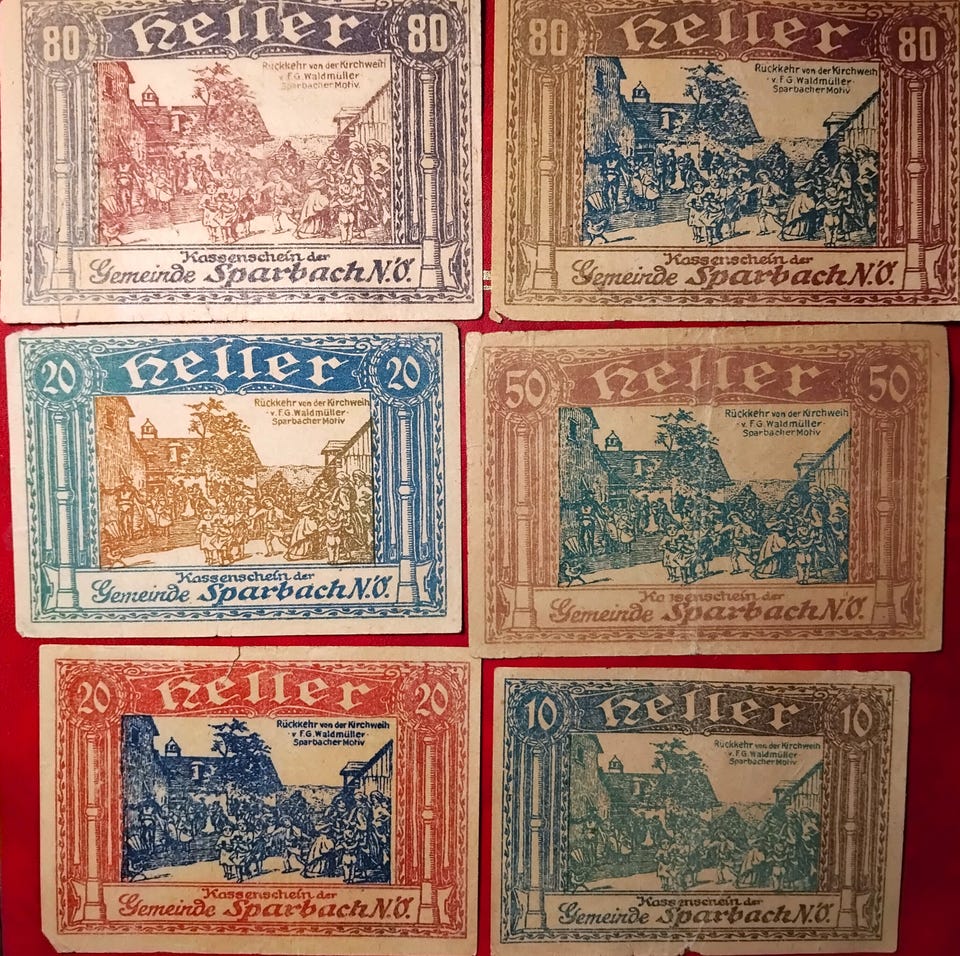 80 Heller 80
Rückkehr von der Kirchweih
v. F.G. Waldmüller
Sparbacher Motiv.
Kassenschein der
Gemeinde Sparbach N.Ö.
80 Heller 80
Rückkehr von der Kirchweih
· v. F.G. Waldmüller·
Sparbacher Motiv
Kassenschein der
Gemeinde Sparbach N.Ö.
20 Heller 20
Rückkehr von der Kirchweih
· v. F.G. Waldmüller·
Sparbacher Motiv
Kassenschein der
Gemeinde Sparbach N.Ö.
50 Heller 50
Rückkehr von der Kirchweih
· v. F.G. Waldmüller·
Sparbacher Motiv
Kassenschein der
Gemeinde Sparbach N.Ö.
20 Heller 20
Rückkehr von der Kirchweih
· v. F.G. Waldmüller·
Sparbacher Motiv
Kassenschein der
Gemeinde Sparbach N.Ö.
10 Heller 10
Rückkehr von der Kirchweih
v. F.G. Waldmüller·
Sparbacher Motiv
Kassenschein der
Gemeinde Sparbach N.Ö.